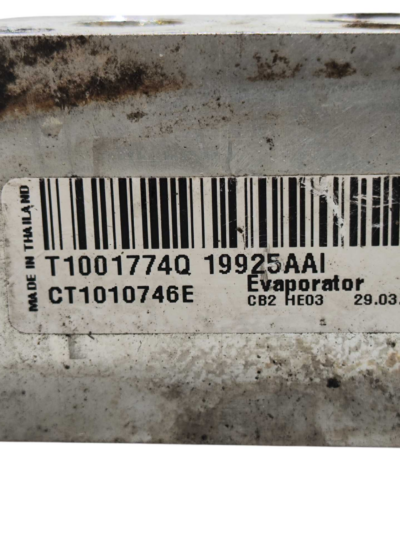 MADE IN THAILAND
T1001774Q 19925AAI
CT1010746E
Evaporator
CB2 HE03 29.03.